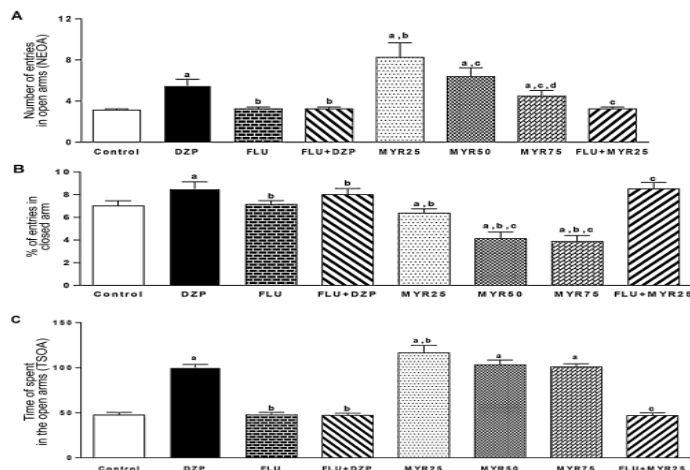 A
12
8
4
0
Number of entries
in open arms (NEOA)
a
b
b
a,b
a,c
a,c,d
c
Control DZP FLU FLU+DZP MYR25 MYR50 MYR75 FLU+MYR25
B
10
8
6
4
2
0
% of entries in
closed arm
a
b
b
a,b
a,b,c
a,b,c
c
Control DZP FLU FLU+DZP MYR25 MYR50 MYR75 FLU+MYR25
C
150
100
50
0
Time of spent
in the open arms (TSOA)
a
b
b
a,b
a
a
c
Control DZP FLU FLU+DZP MYR25 MYR50 MYR75 FLU+MYR25